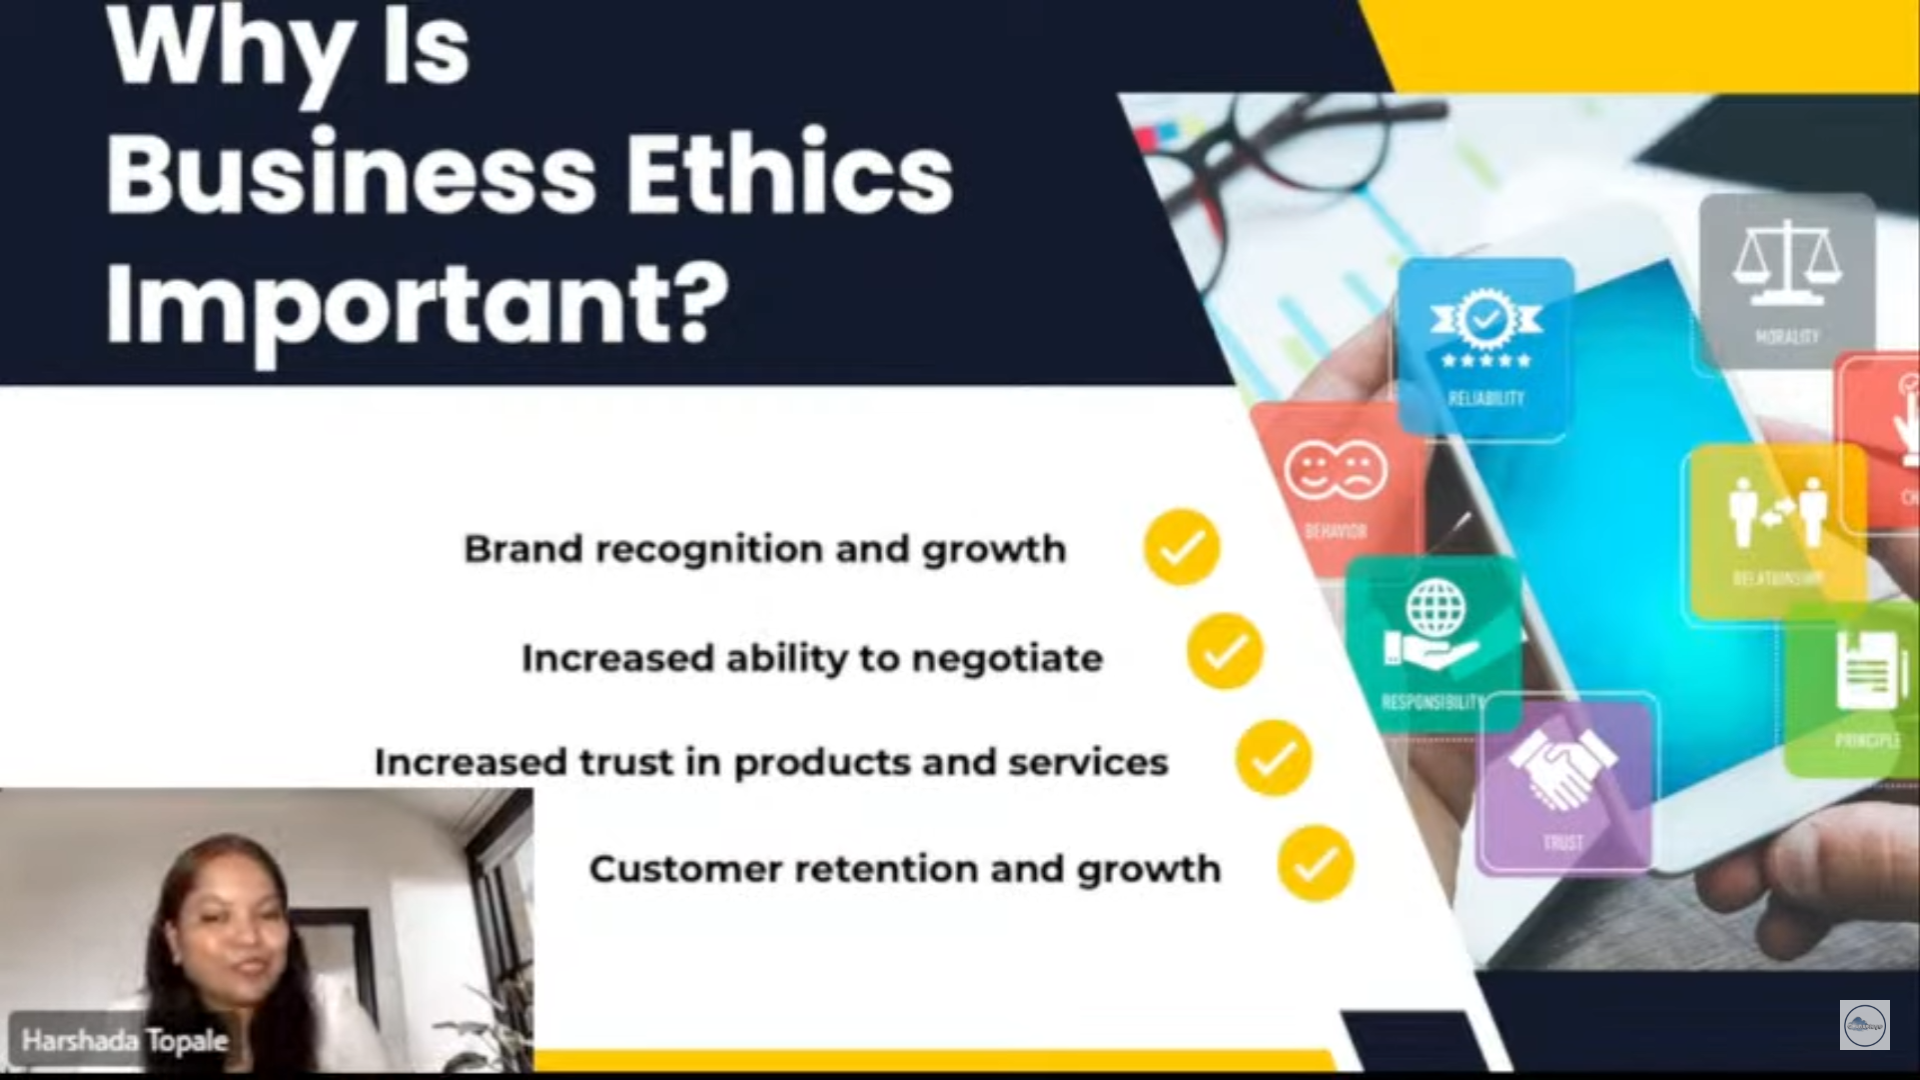 Why Is
Business Ethics
Important?
Brand recognition and growth
Increased ability to negotiate
Increased trust in products and services
Customer retention and growth
MORALITY
RELIABILITY
BEHAVIOR
RELATIONSHIP
RESPONSIBILITY
PRINCIPLE
TRUST
Harshada Topale